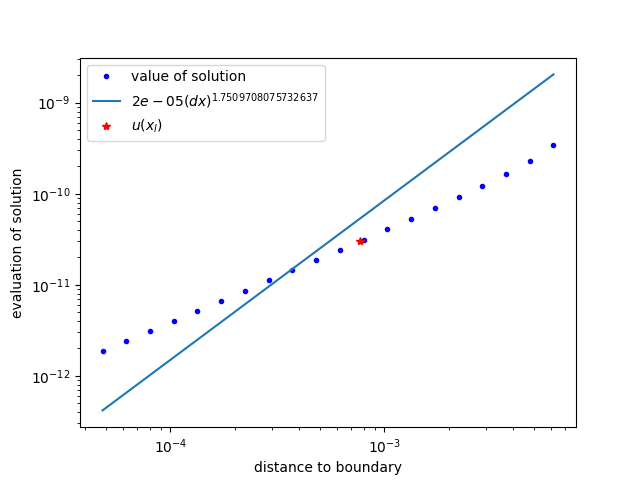 value of solution
2e − 05(dx)^1.7509708075732637
u(x_l)
10^−9
10^−10
10^−11
10^−12
evaluation of solution
10^−4
10^−3
distance to boundary